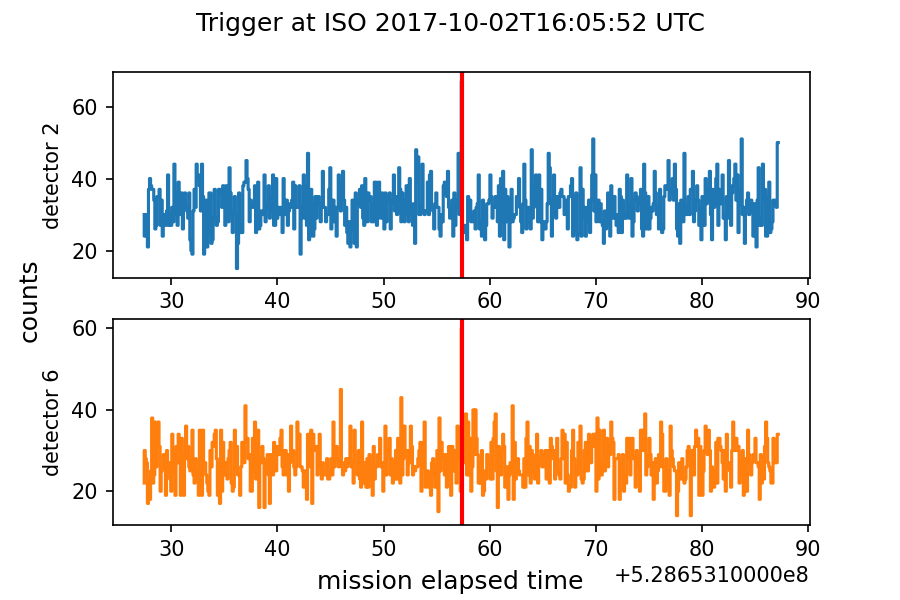 Trigger at ISO 2017-10-02T16:05:52 UTC
60
40
20
detector 2
30 40 50 60 70 80 90
counts
60
40
20
detector 6
30 40 50 60 70 80 90
mission elapsed time
+5.2865310000e8